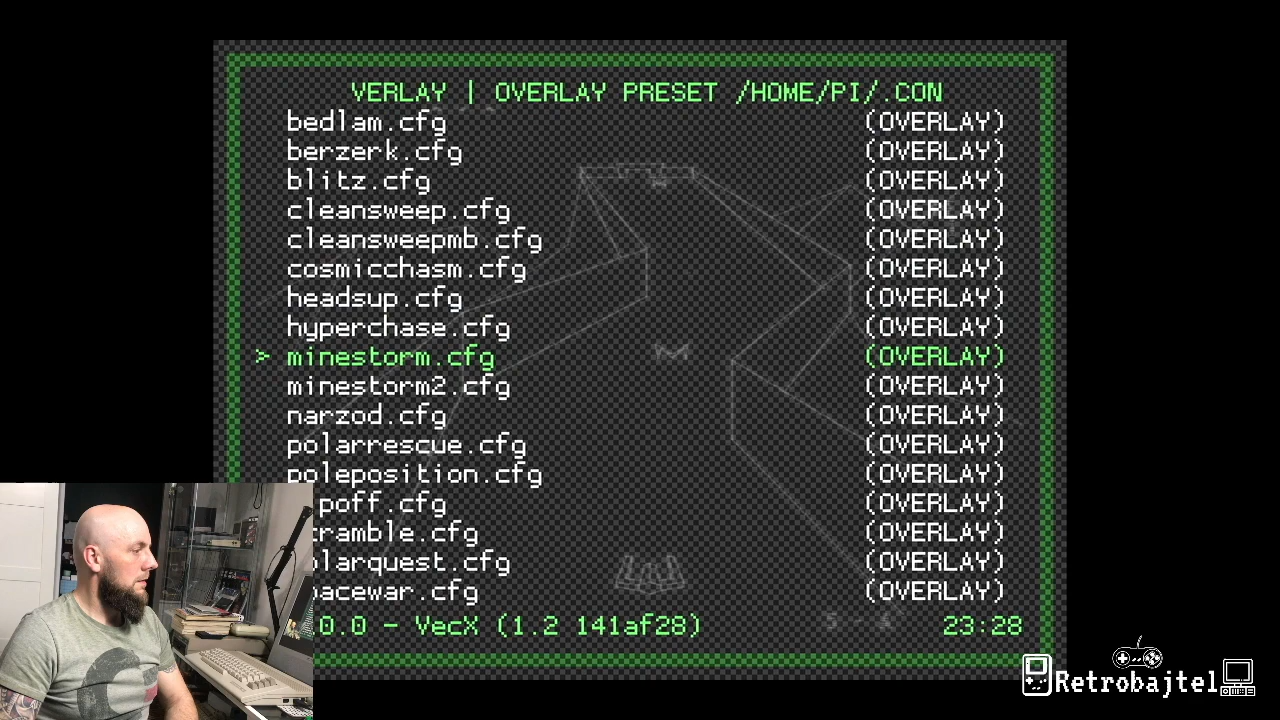 VERLAY | OVERLAY PRESET /HOME/PI/.CON
bedlam.cfg (OVERLAY)
berzerk.cfg (OVERLAY)
blitz.cfg (OVERLAY)
cleansweep.cfg (OVERLAY)
cleansweepmb.cfg (OVERLAY)
cosmicchasm.cfg (OVERLAY)
headsup.cfg (OVERLAY)
hyperchase.cfg (OVERLAY)
> minestorm.cfg (OVERLAY)
minestorm2.cfg (OVERLAY)
narzod.cfg (OVERLAY)
polarrescue.cfg (OVERLAY)
poleposition.cfg (OVERLAY)
poff.cfg (OVERLAY)
ramble.cfg (OVERLAY)
larquest.cfg (OVERLAY)
acewar.cfg (OVERLAY)
0.0 - VecX (1.2 141af28) 23:28
Retrobajtel